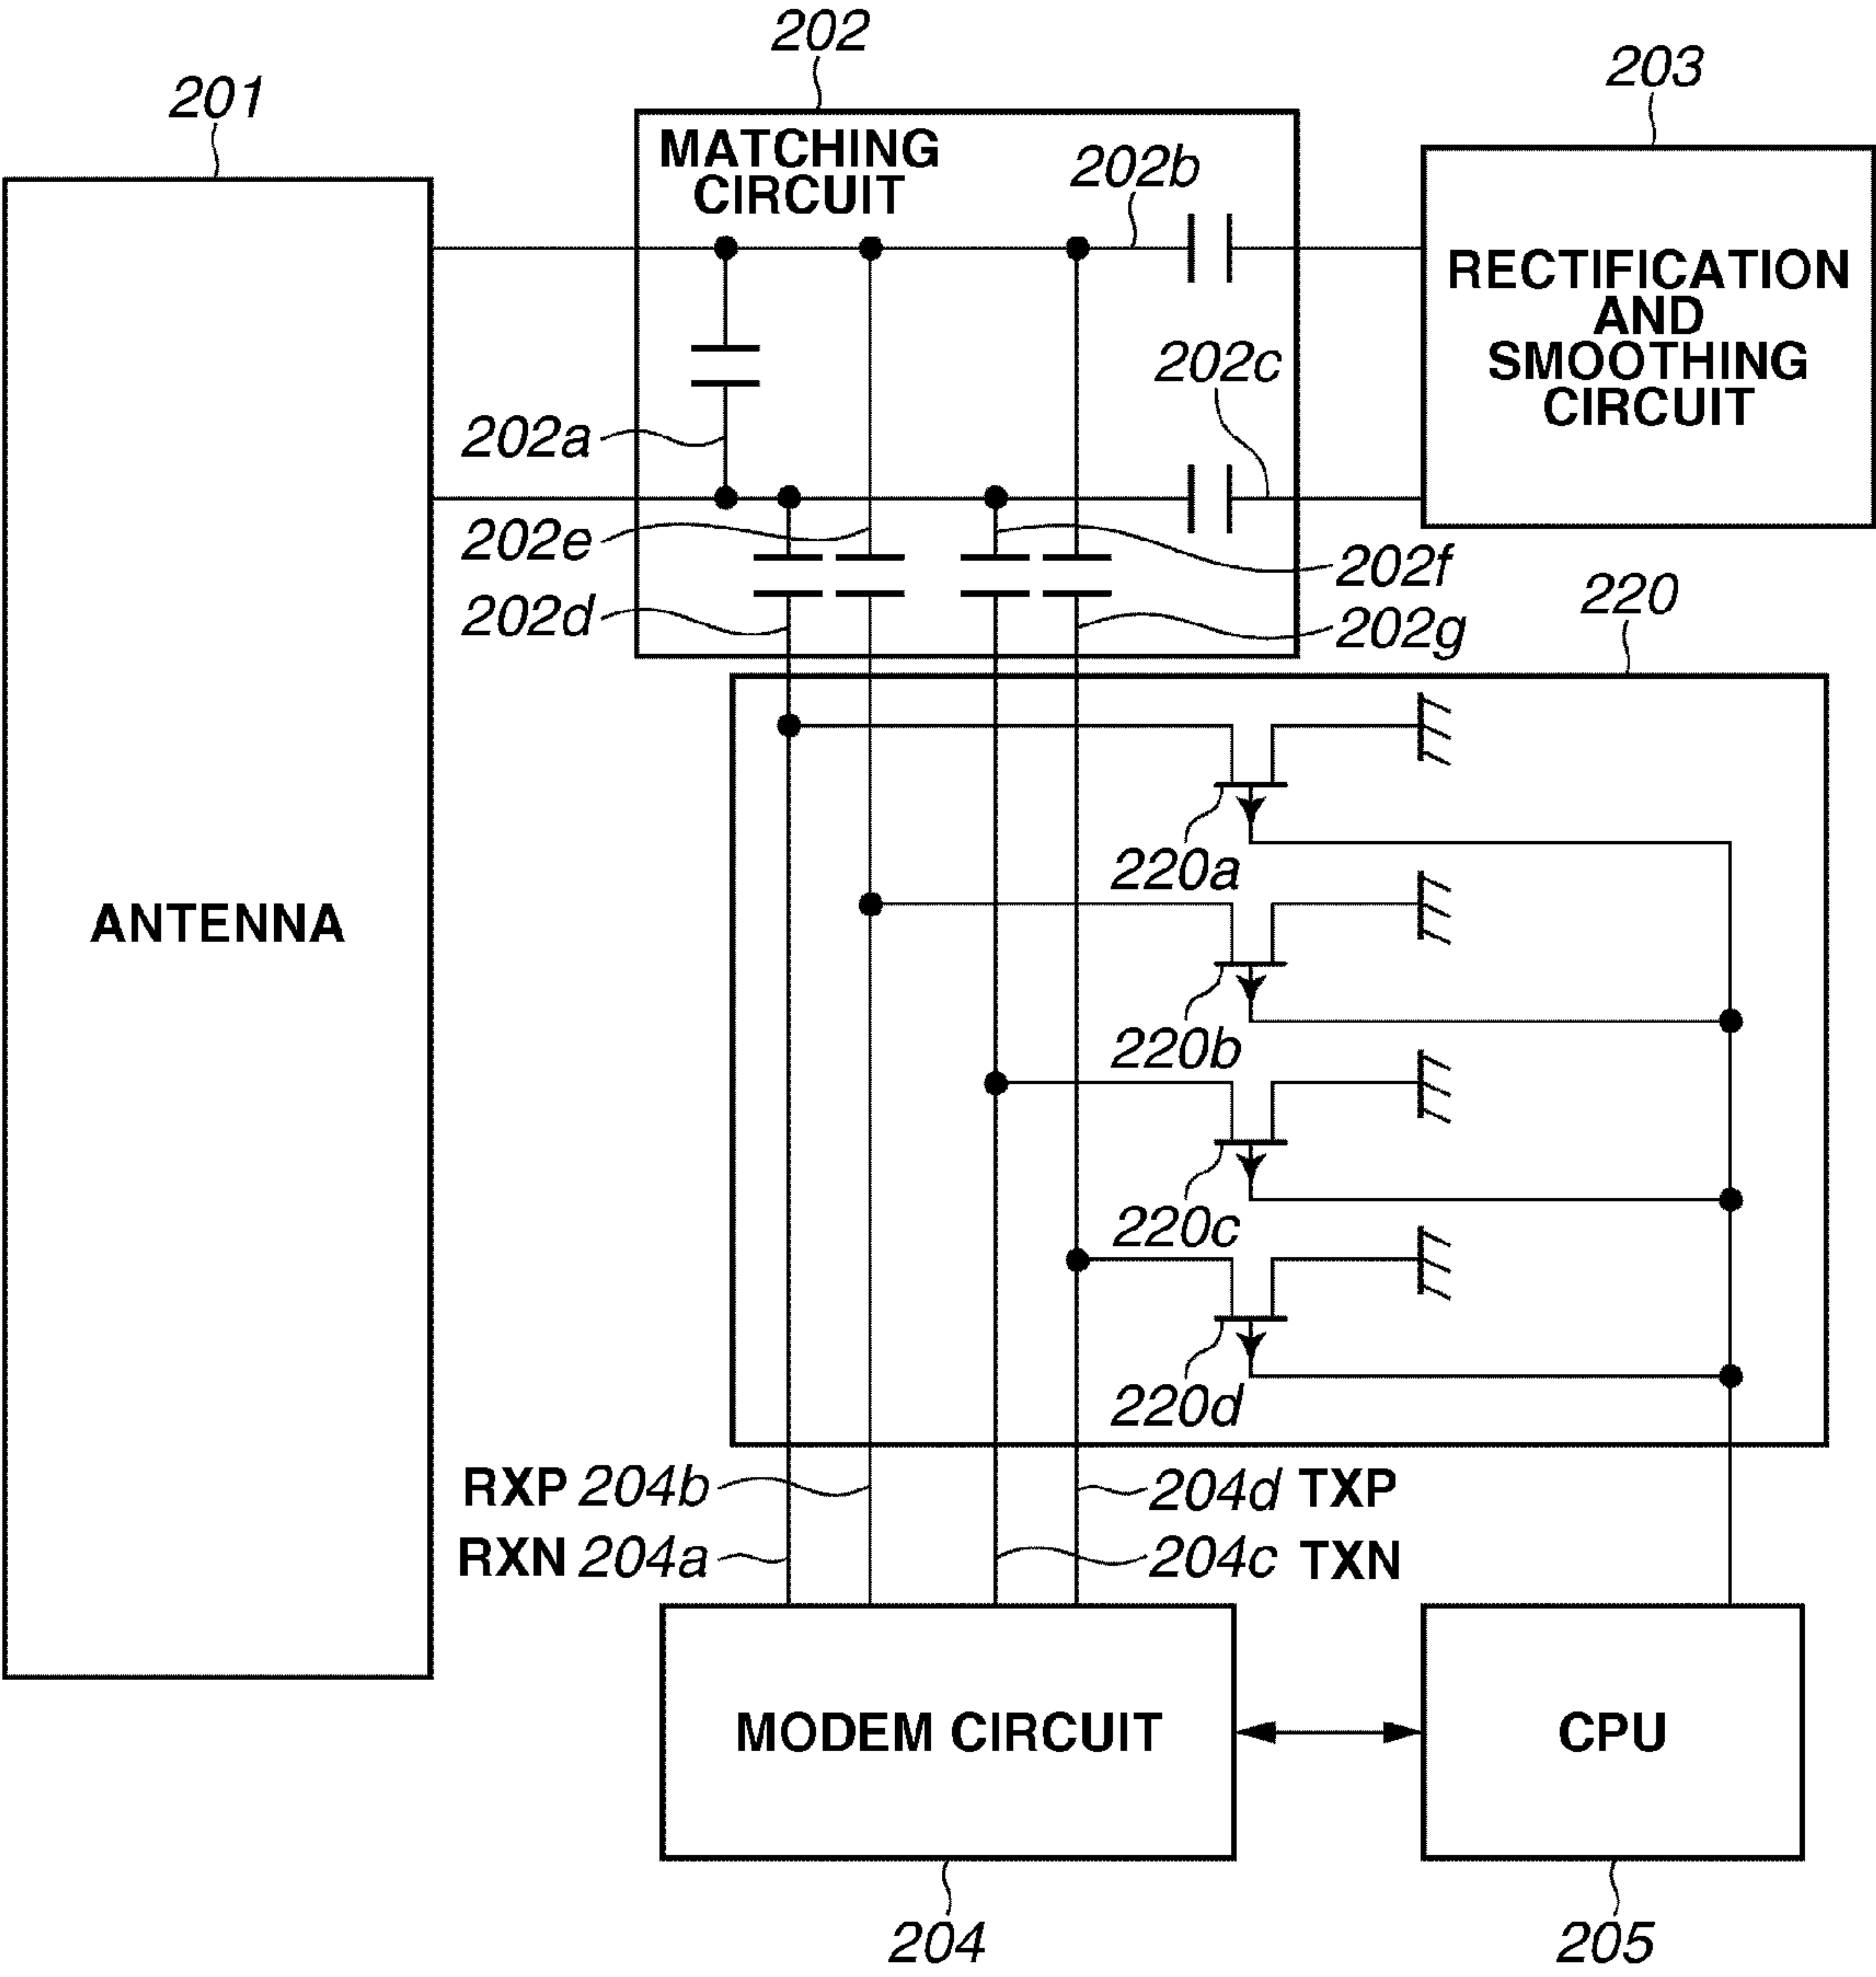 202
203
201
MATCHING
CIRCUIT
202b
RECTIFICATION
AND
SMOOTHING
CIRCUIT
202c
202a
202e
202f
202d
202g
220
220a
ANTENNA
220b
220c
220d
RXP 204b
204d TXP
RXN 204a
204c TXN
MODEM CIRCUIT
CPU
204
205